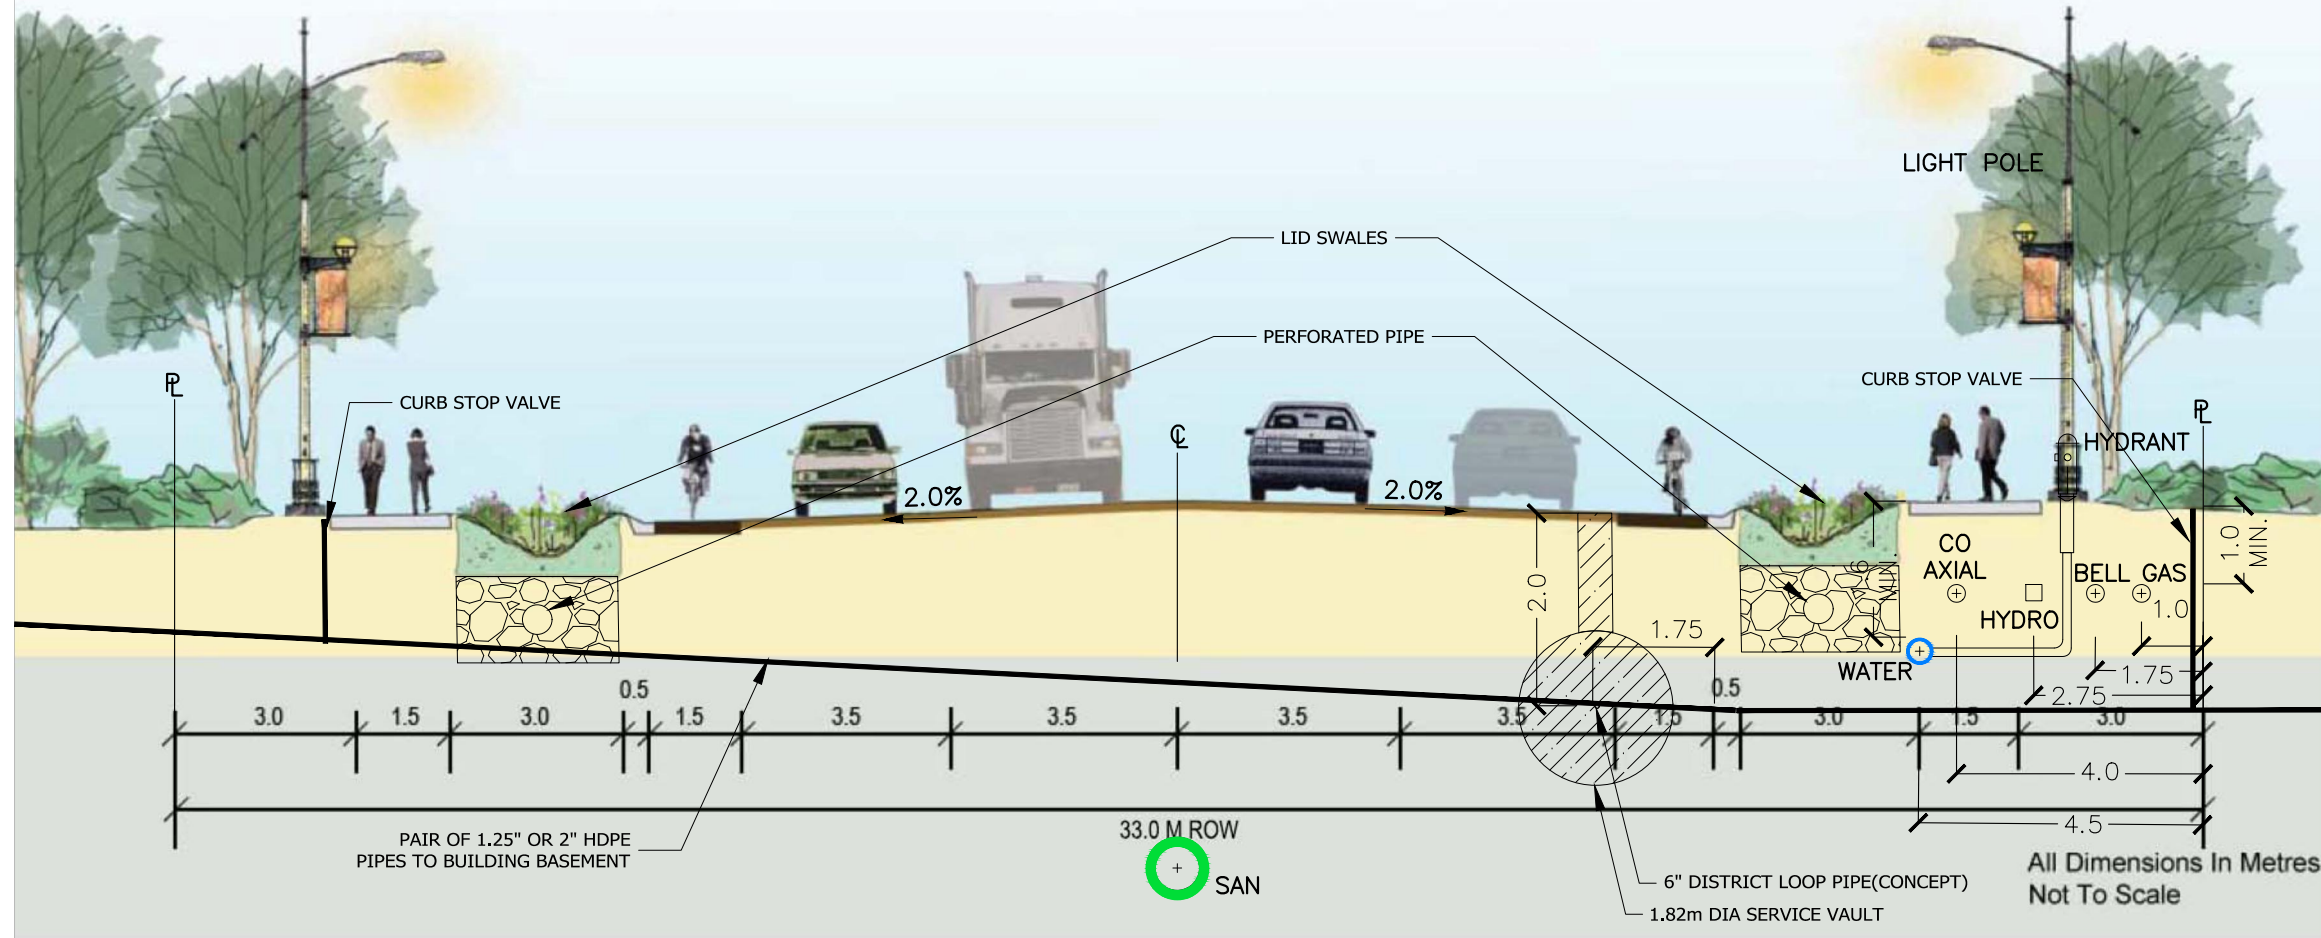 LIGHT POLE
LID SWALES
PERFORATED PIPE
CURB STOP VALVE
PL
CURB STOP VALVE
PL
CL
HYDRANT
2.0%
2.0%
1.0
MIN.
CO
AXIAL
BELL GAS
HYDRO
1.0
2.0
MIN.
1.75
WATER
1.75
2.75
0.5
0.5
3.0 1.5 3.0 1.5 3.5 3.5 3.5 3.5 1.5 3.0 1.5 3.0
4.0
33.0 M ROW
4.5
PAIR OF 1.25" OR 2" HDPE
PIPES TO BUILDING BASEMENT
SAN
6" DISTRICT LOOP PIPE(CONCEPT)
1.82m DIA SERVICE VAULT
All Dimensions In Metres
Not To Scale